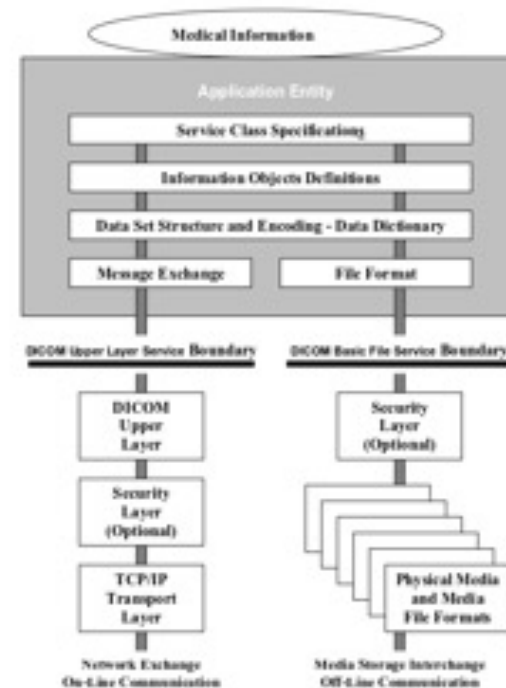 Medical Information
Application Entity
Service Class Specifications
Information Objects Definitions
Data Set Structure and Encoding - Data Dictionary
Message Exchange
File Format
DICOM Upper Layer Service Boundary
DICOM Basic File Service Boundary
DICOM
Upper
Layer
Security
Layer
(Optional)
TCP/IP
Transport
Layer
Network Exchange
On-Line Communication
Security
Layer
(Optional)
Physical Media
and Media
File Formats
Media Storage Interchange
Off-Line Communication